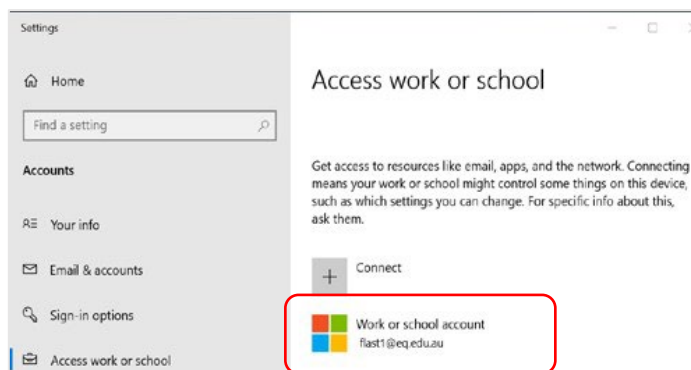 Settings
Home
Find a setting
Accounts
Your info
Email & accounts
Sign-in options
Access work or school
Access work or school
Get access to resources like email, apps, and the network. Connecting
means your work or school might control some things on this device,
such as which settings you can change. For specific info about this,
ask them.
Connect
Work or school account
flast1@eq.edu.au